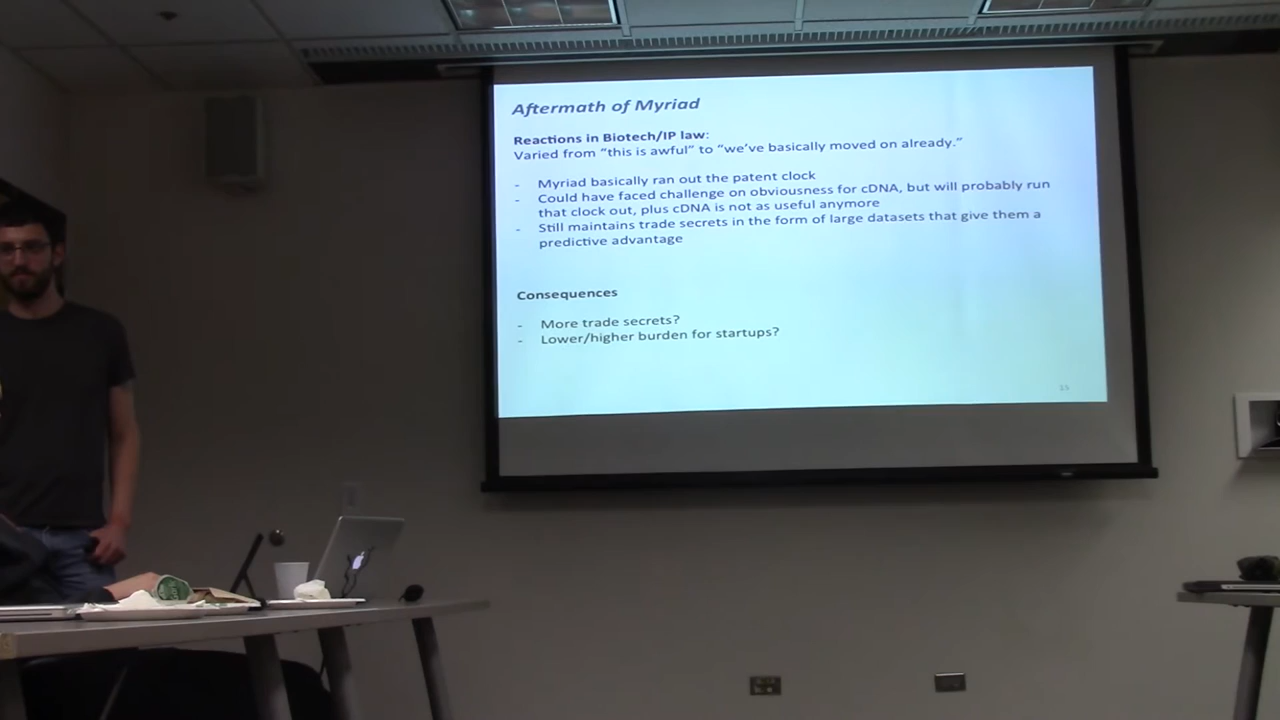 Aftermath of Myriad
Reactions in Biotech/IP law:
Varied from “this is awful” to “we’ve basically moved on already.”
- Myriad basically ran out the patent clock
- Could have faced challenge on obviousness for cDNA, but will probably run
that clock out, plus cDNA is not as useful anymore
- Still maintains trade secrets in the form of large datasets that give them a
predictive advantage
Consequences
- More trade secrets?
- Lower/higher burden for startups?